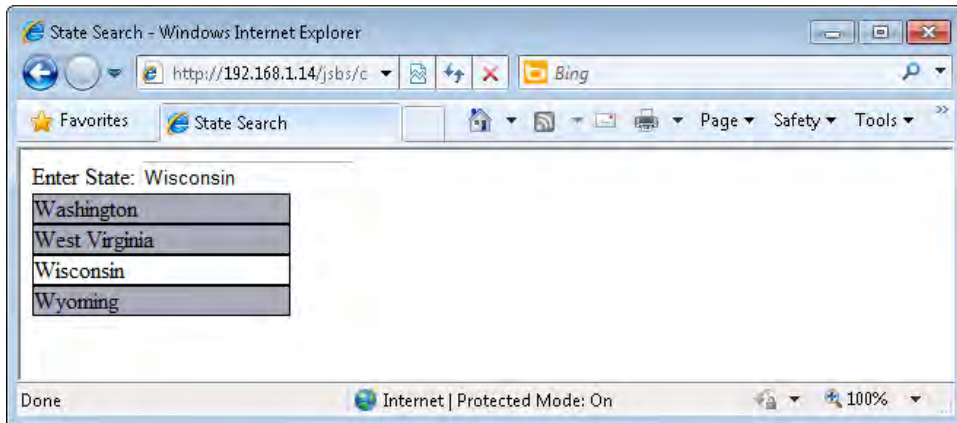 State Search - Windows Internet Explorer
http://192.168.1.14/jsbs/c
Bing
Favorites State Search Page Safety Tools
Enter State: Wisconsin
Washington
West Virginia
Wisconsin
Wyoming
Done Internet | Protected Mode: On 100%